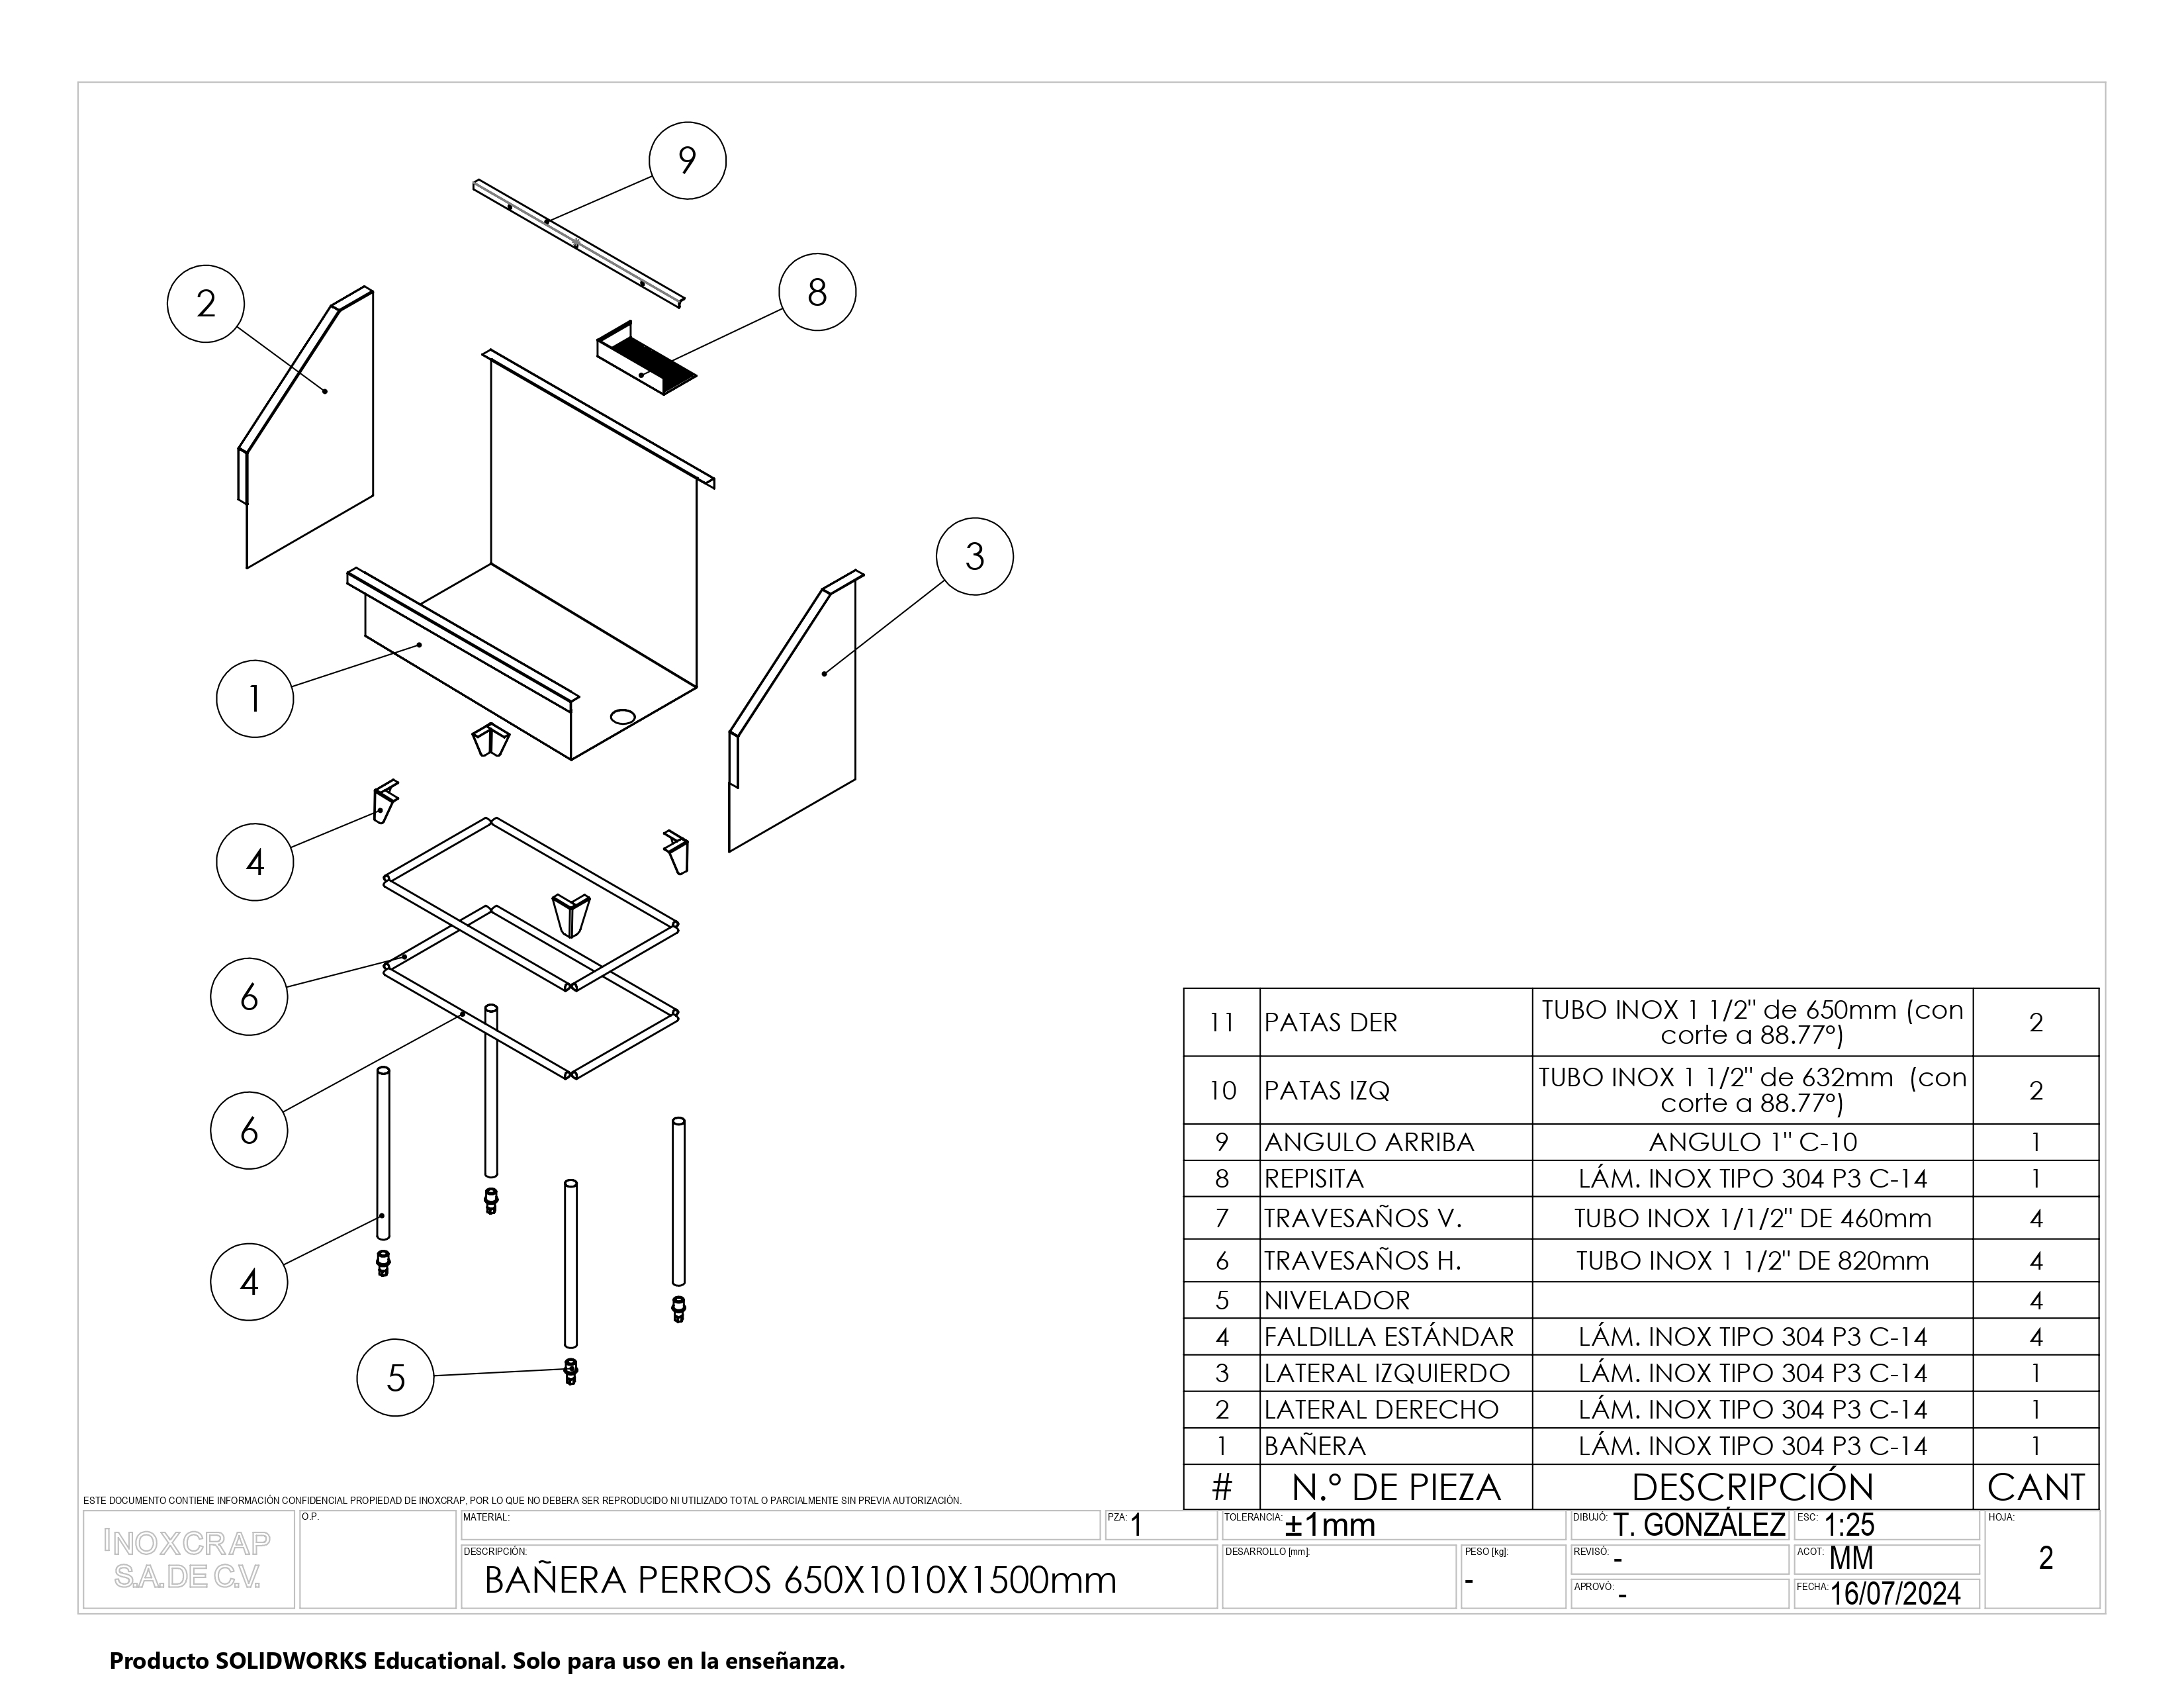 9
8
2
3
1
4
6
6
4
5
11 PATAS DER TUBO INOX 1 1/2" de 650mm (con
corte a 88.77°) 2
10 PATAS IZQ TUBO INOX 1 1/2" de 632mm (con
corte a 88.77°) 2
9 ANGULO ARRIBA ANGULO 1" C-10 1
8 REPISITA LÁM. INOX TIPO 304 P3 C-14 1
7 TRAVESAÑOS V. TUBO INOX 1/1/2" DE 460mm 4
6 TRAVESAÑOS H. TUBO INOX 1 1/2" DE 820mm 4
5 NIVELADOR 4
4 FALDILLA ESTÁNDAR LÁM. INOX TIPO 304 P3 C-14 4
3 LATERAL IZQUIERDO LÁM. INOX TIPO 304 P3 C-14 1
2 LATERAL DERECHO LÁM. INOX TIPO 304 P3 C-14 1
1 BAÑERA LÁM. INOX TIPO 304 P3 C-14 1
# N.º DE PIEZA DESCRIPCIÓN CANT
ESTE DOCUMENTO CONTIENE INFORMACIÓN CONFIDENCIAL PROPIEDAD DE INOXCRAP, POR LO QUE NO DEBERA SER REPRODUCIDO NI UTILIZADO TOTAL O PARCIALMENTE SIN PREVIA AUTORIZACIÓN.
INOXCRAP
S.A.DE C.V.
O.P.
MATERIAL:
PZA: 1
TOLERANCIA: ±1mm
DIBUJÓ: T. GONZÁLEZ
ESC: 1:25
HOJA:
2
DESCRIPCIÓN:
BAÑERA PERROS 650X1010X1500mm
DESARROLLO [mm]:
PESO [kg]:
-
REVISÓ: -
ACOT: MM
APROVÓ: -
FECHA: 16/07/2024
Producto SOLIDWORKS Educational. Solo para uso en la enseñanza.